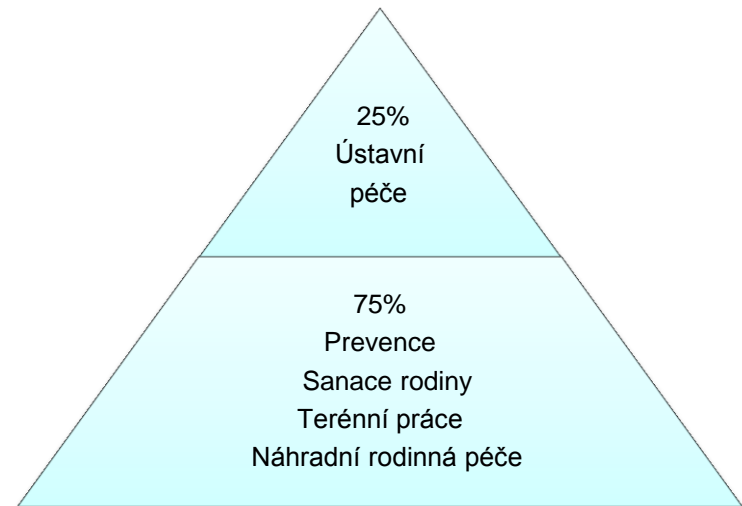 25%
Ústavní
péče
75%
Prevence
Sanace rodiny
Terénní práce
Náhradní rodinná péče